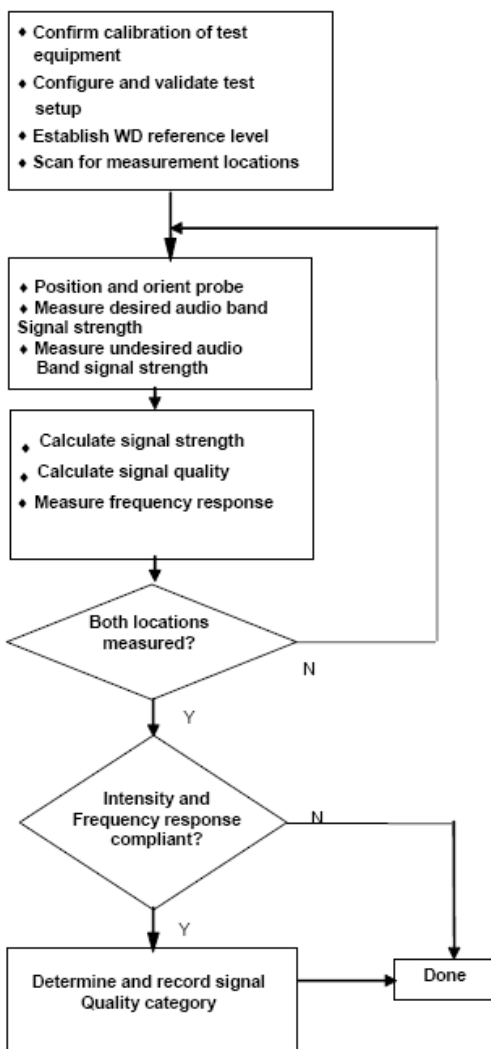 ♦ Confirm calibration of test
equipment
♦ Configure and validate test
setup
♦ Establish WD reference level
♦ Scan for measurement locations
♦ Position and orient probe
♦ Measure desired audio band
Signal strength
♦ Measure undesired audio
Band signal strength
♦ Calculate signal strength
♦ Calculate signal quality
♦ Measure frequency response
Both locations
measured?
N
Y
Intensity and
Frequency response
compliant?
N
Y
Determine and record signal
Quality category
Done